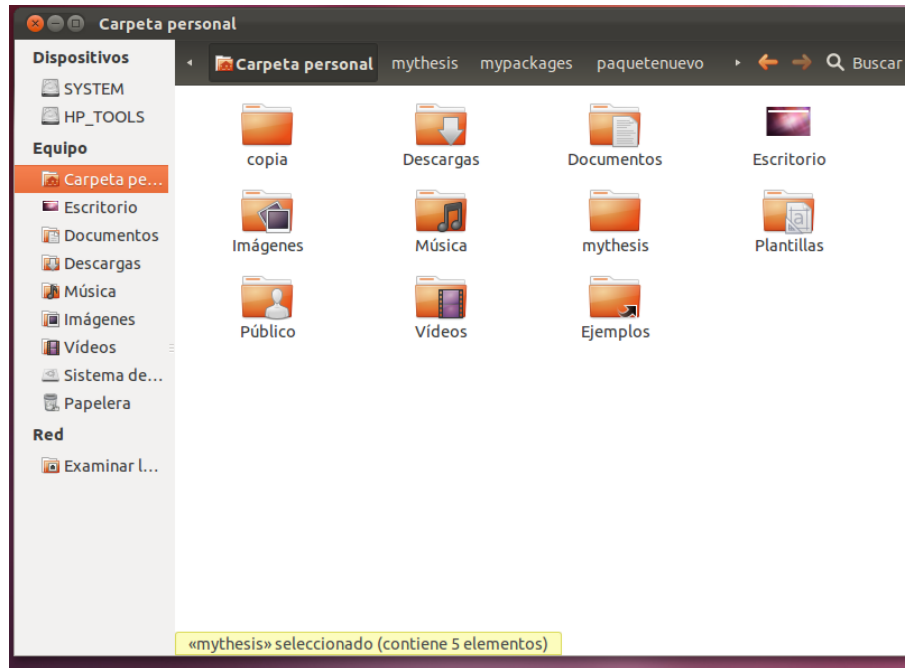 Carpeta personal
Dispositivos
SYSTEM
HP_TOOLS
Equipo
Carpeta pe...
Escritorio
Documentos
Descargas
Música
Imágenes
Vídeos
Sistema de...
Papelera
Red
Examinar l...
Carpeta personal mythesis mypackages paquetenuevo Buscar
copia Descargas Documentos Escritorio
Imágenes Música mythesis Plantillas
Público Vídeos Ejemplos
«mythesis» seleccionado (contiene 5 elementos)